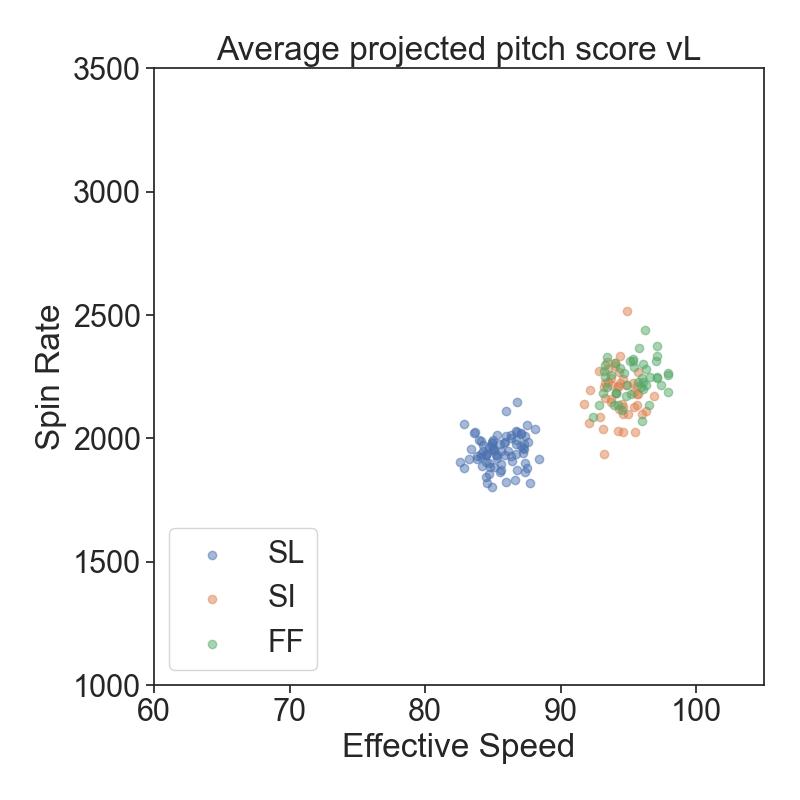 Average projected pitch score vL
3500
3000
2500
2000
1500
1000
Spin Rate
SL
SI
FF
60 70 80 90 100
Effective Speed